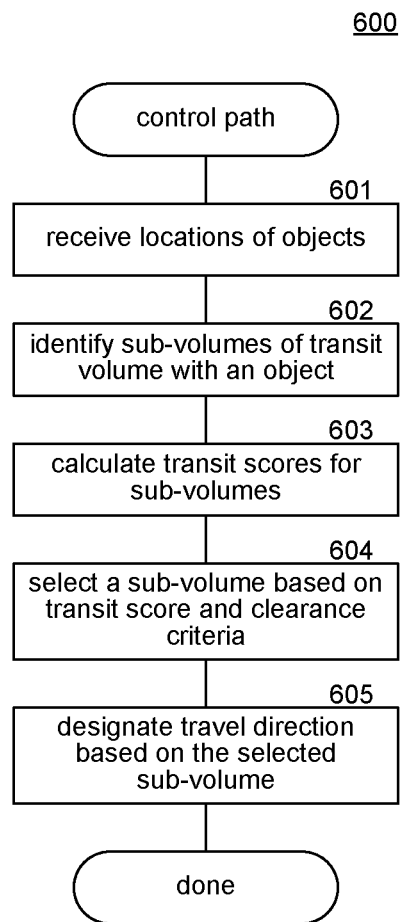 600
control path
601
receive locations of objects
602
identify sub-volumes of transit
volume with an object
603
calculate transit scores for
sub-volumes
604
select a sub-volume based on
transit score and clearance
criteria
605
designate travel direction
based on the selected
sub-volume
done